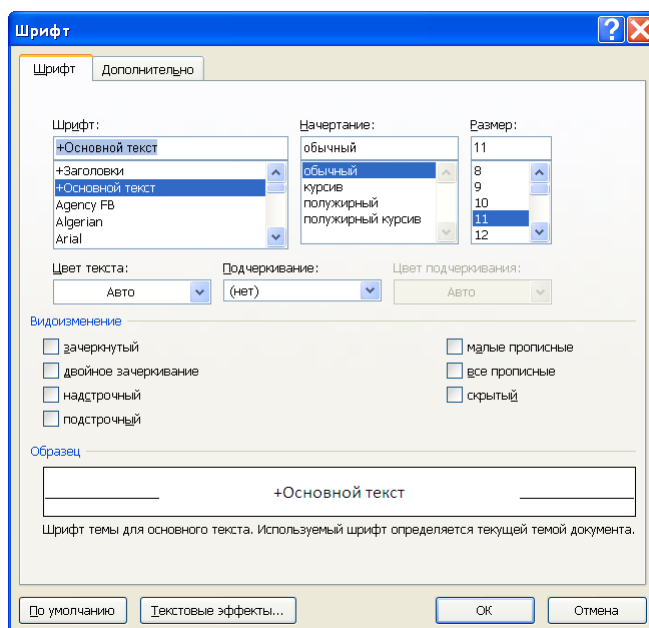 Шрифт
Шрифт Дополнительно
Шрифт: Начертание: Размер:
+Основной текст обычный 11
+Заголовки обычный 8
+Основной текст курсив 9
Agency FB полужирный 10
Algerian полужирный курсив 11
Arial 12
Цвет текста: Подчеркивание: Цвет подчеркивания:
Авто (нет) Авто
Видоизменение
зачеркнутый малые прописные
двойное зачеркивание все прописные
надстрочный скрытый
подстрочный
Образец
+Основной текст
Шрифт темы для основного текста. Используемый шрифт определяется текущей темой документа.
По умолчанию Текстовые эффекты... ОК Отмена